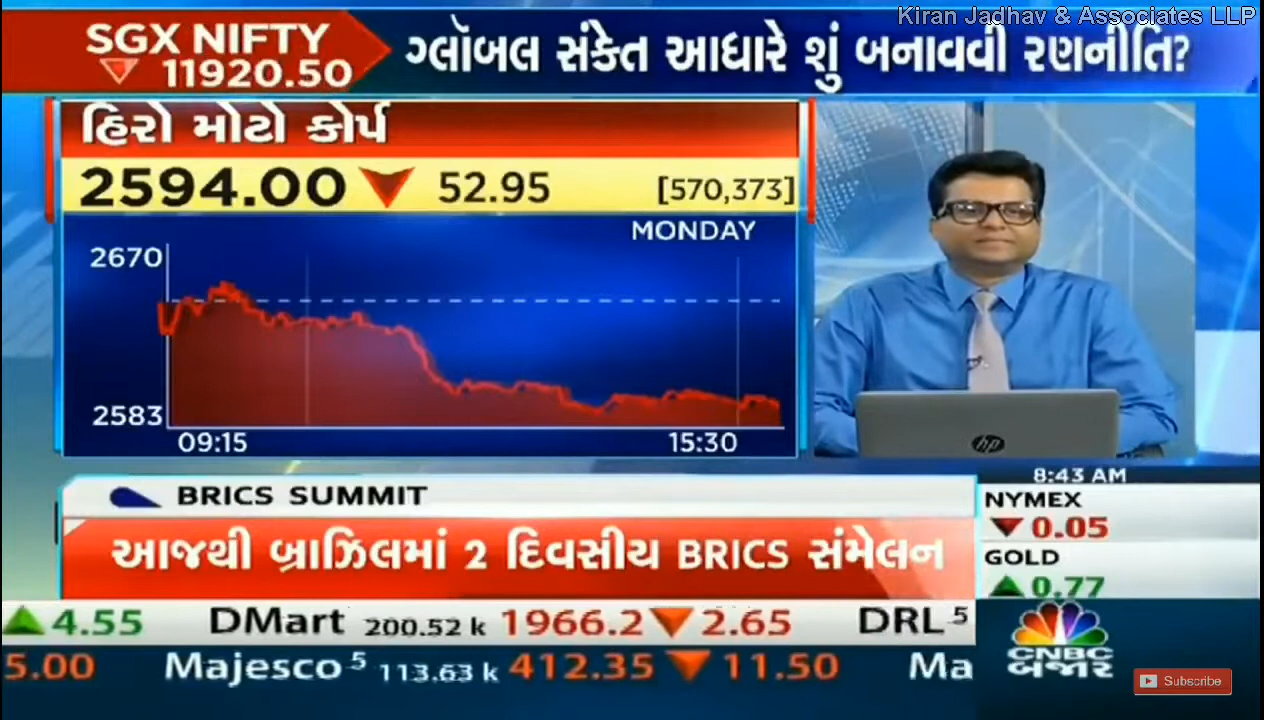 Kiran Jadhav & Associates LLP
SGX NIFTY
11920.50
ગ્લૉબલ સંકેત આધારે શું બનાવવી રણનીતિ?
હિરો મોટો કોર્પ
2594.00 52.95 [570,373]
MONDAY
2670
2583
09:15 15:30
hp
8:43 AM
BRICS SUMMIT
આજથી બ્રાઝિલમાં 2 દિવસીય BRICS સંમેલન
NYMEX
0.05
GOLD
0.77
4.55 DMart 200.52 k 1966.2 2.65 DRL 5
5.00 Majesco 5 113.63 k 412.35 11.50 Ma
CNBC
બજાર
Subscribe